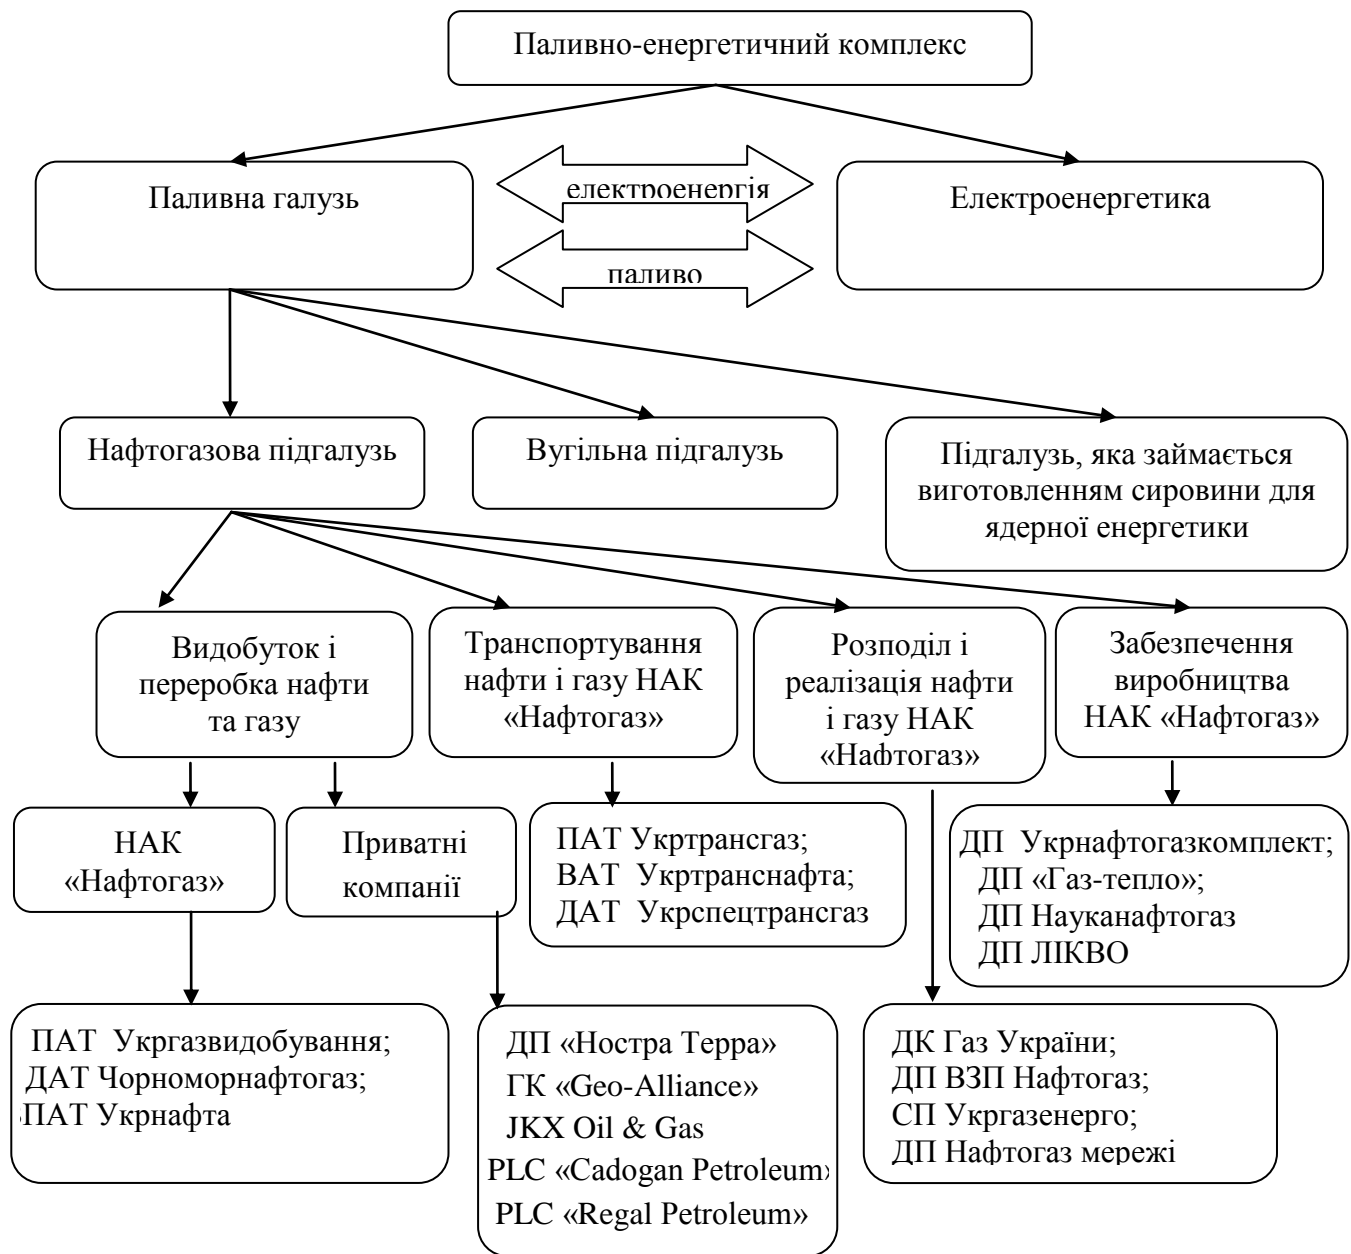 Паливно-енергетичний комплекс
Паливна галузь
електроенергія
Електроенергетика
паливо
Нафтогазова підгалузь
Вугільна підгалузь
Підгалузь, яка займається
виготовленням сировини для
ядерної енергетики
Видобуток і
переробка нафти
та газу
Транспортування
нафти і газу НАК
«Нафтогаз»
Розподіл і
реалізація нафти
і газу НАК
«Нафтогаз»
Забезпечення
виробництва
НАК «Нафтогаз»
НАК
«Нафтогаз»
Приватні
компанії
ПАТ Укртрансгаз;
ВАТ Укртранснафта;
ДАТ Укрспецтрансгаз
ДП Укрнафтогазкомплект;
ДП «Газ-тепло»;
ДП Науканафтогаз
ДП ЛІКВО
ПАТ Укргазвидобування;
ДАТ Чорноморнафтогаз;
ПАТ Укрнафта
ДП «Ностра Терра»
ГК «Geo-Alliance»
JKX Oil & Gas
PLC «Cadogan Petroleum»
PLC «Regal Petroleum»
ДК Газ України;
ДП ВЗП Нафтогаз;
СП Укргазенерго;
ДП Нафтогаз мережі